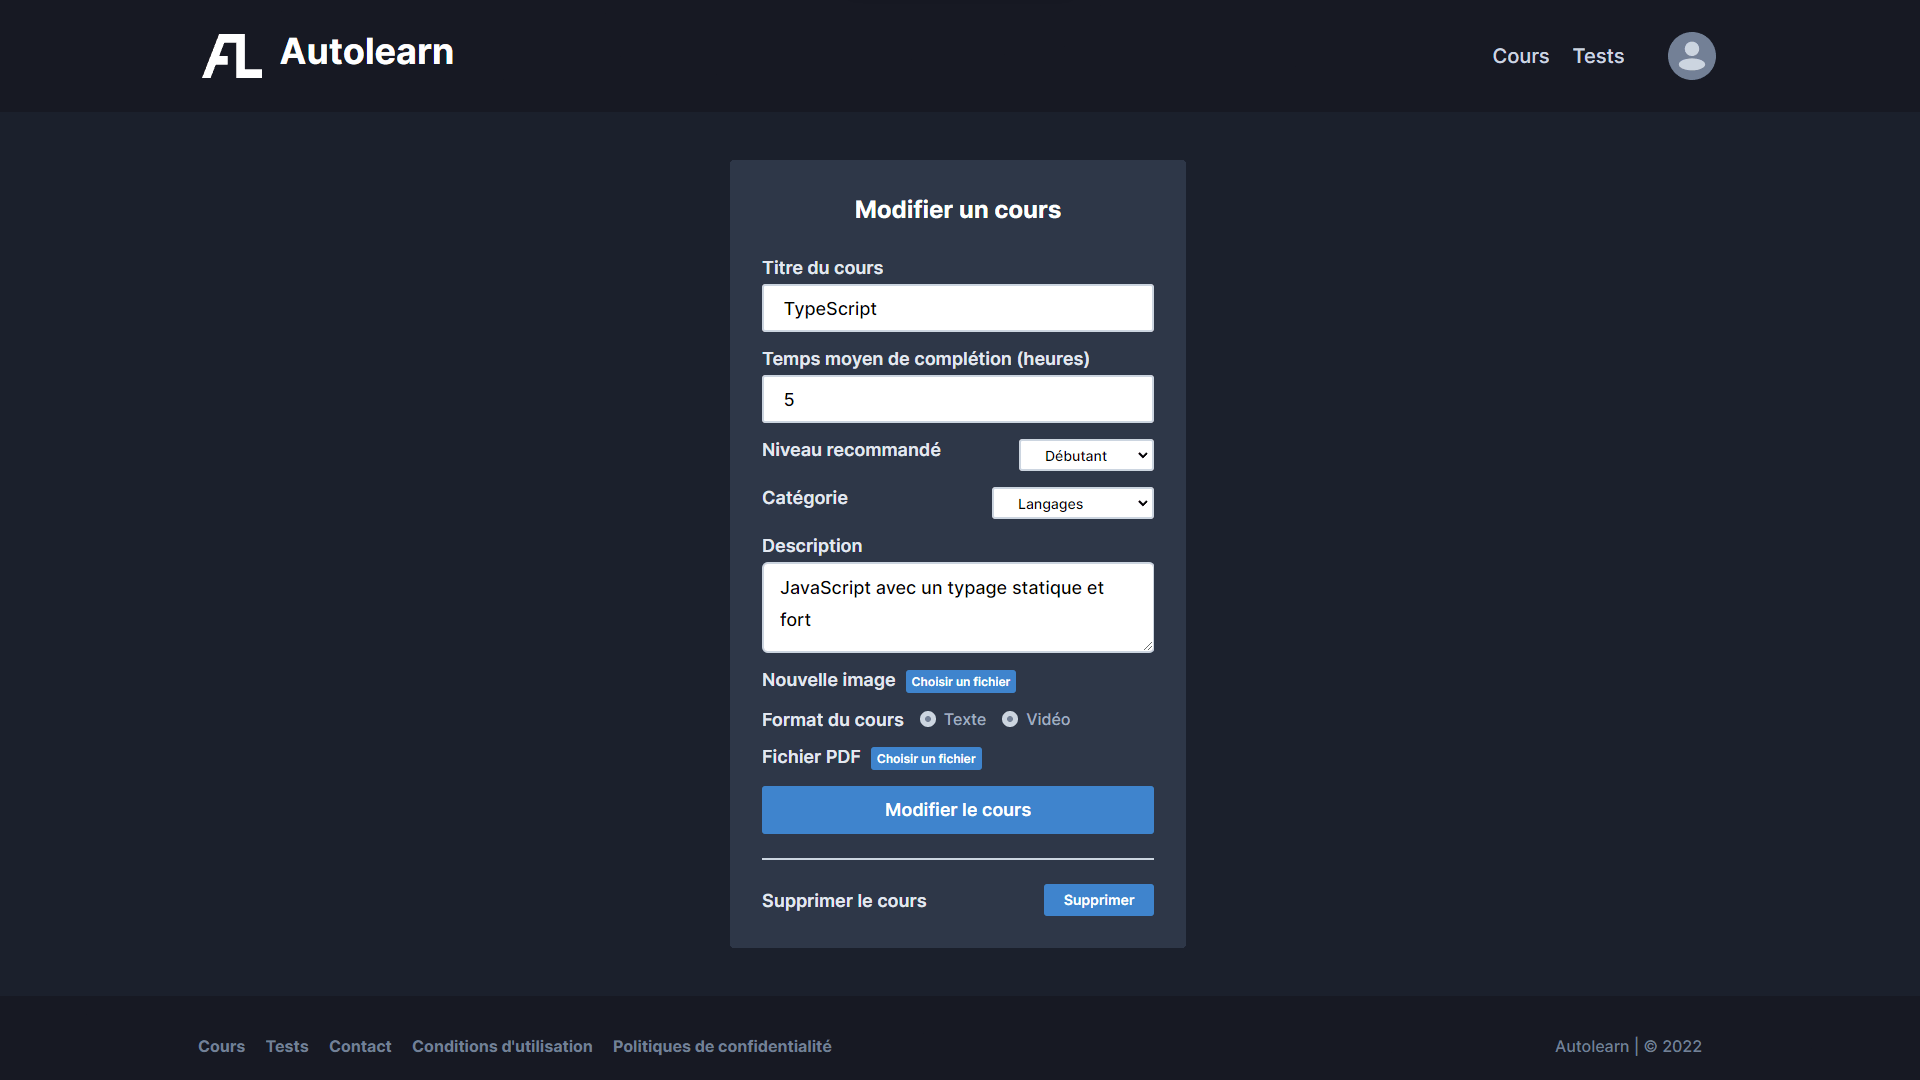 AL Autolearn
Cours Tests
Modifier un cours
Titre du cours
TypeScript
Temps moyen de complétion (heures)
5
Niveau recommandé Débutant
Catégorie Langages
Description
JavaScript avec un typage statique et
fort
Nouvelle image Choisir un fichier
Format du cours Texte Vidéo
Fichier PDF Choisir un fichier
Modifier le cours
Supprimer le cours Supprimer
Cours Tests Contact Conditions d'utilisation Politiques de confidentialité Autolearn | © 2022